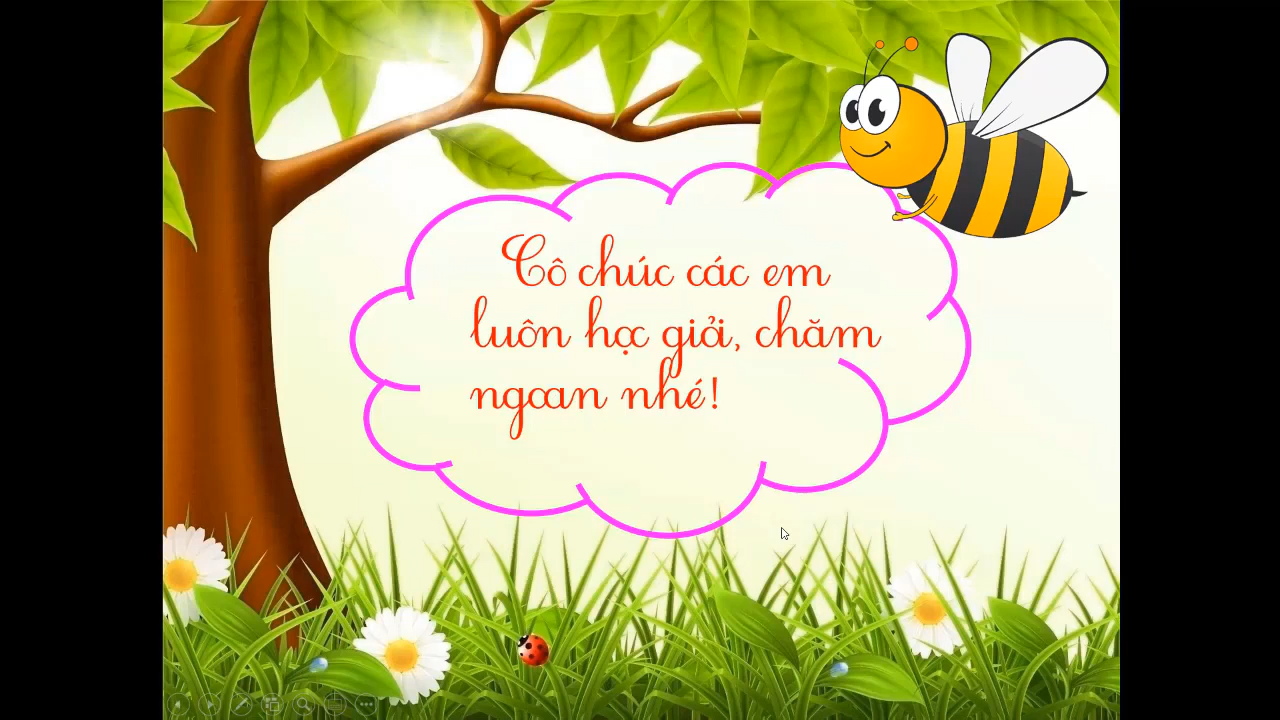 Cô chúc các em
luôn học giỏi, chăm
ngoan nhé!